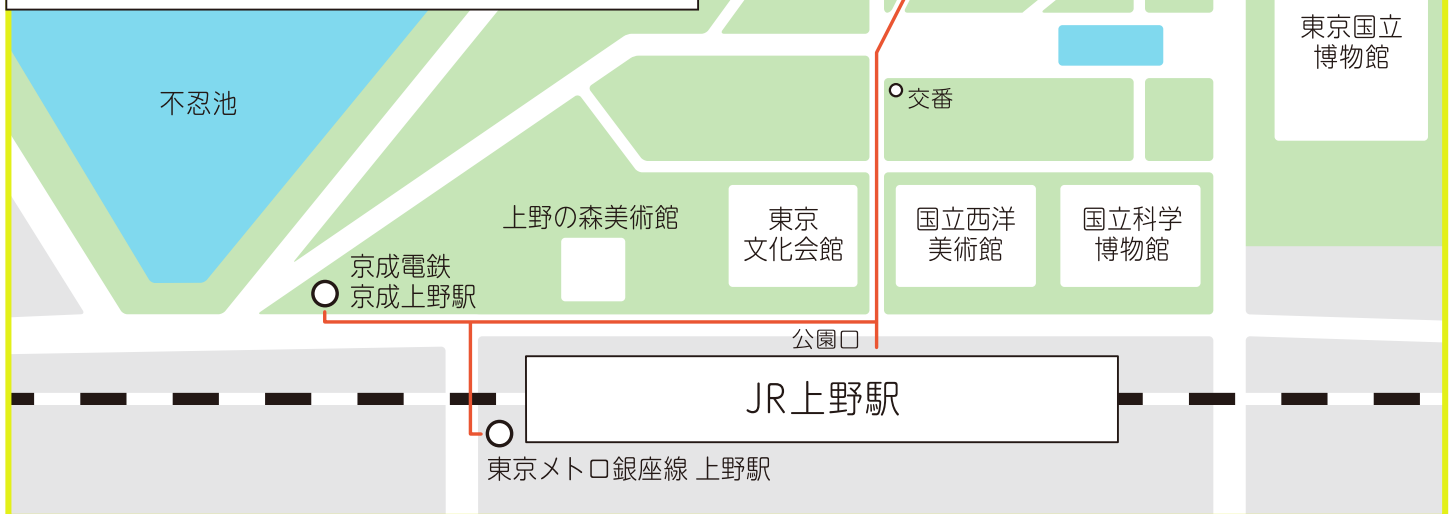 東京国立
博物館
不忍池
交番
上野の森美術館
東京
文化会館
国立西洋
美術館
国立科学
博物館
京成電鉄
京成上野駅
公園口
JR上野駅
東京メトロ銀座線 上野駅